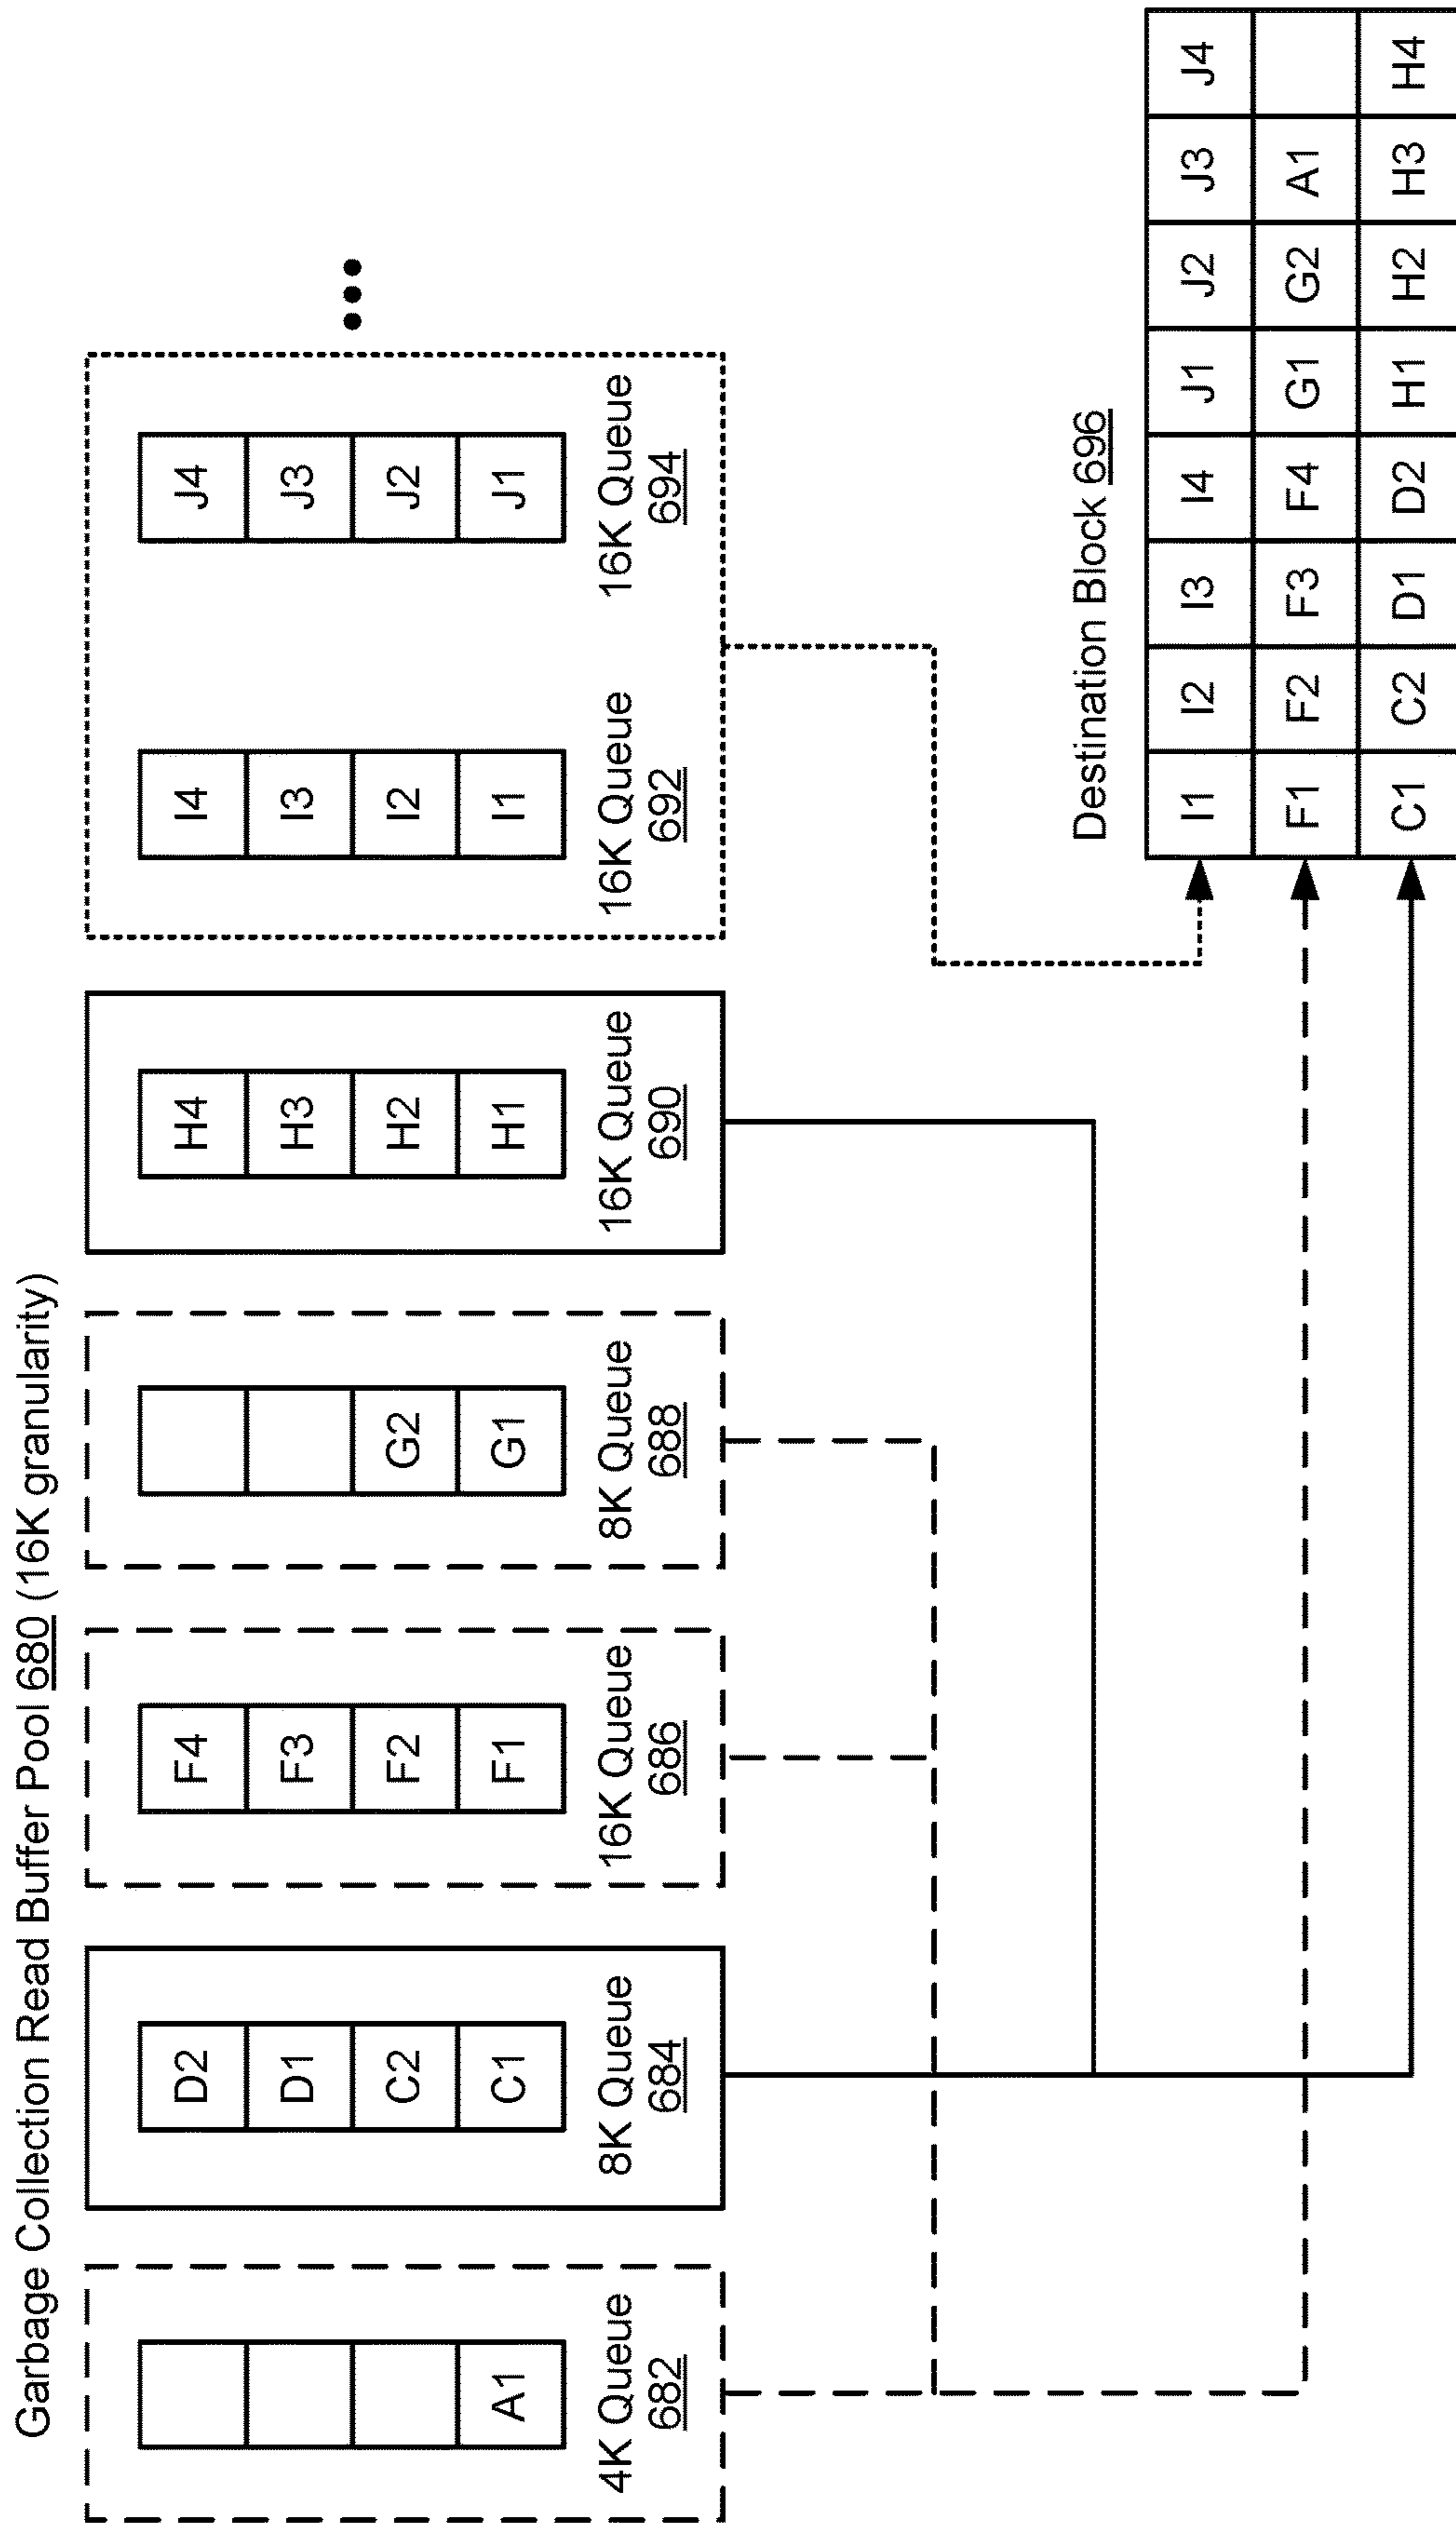 Garbage Collection Read Buffer Pool 680 (16K granularity)
A1
4K Queue
682
D2
D1
C2
C1
8K Queue
684
F4
F3
F2
F1
16K Queue
686
G2
G1
8K Queue
688
H4
H3
H2
H1
16K Queue
690
I4
I3
I2
I1
16K Queue
692
J4
J3
J2
J1
16K Queue
694
Destination Block 696
I1 I2 I3 I4 J1 J2 J3 J4
F1 F2 F3 F4 G1 G2 A1
C1 C2 D1 D2 H1 H2 H3 H4